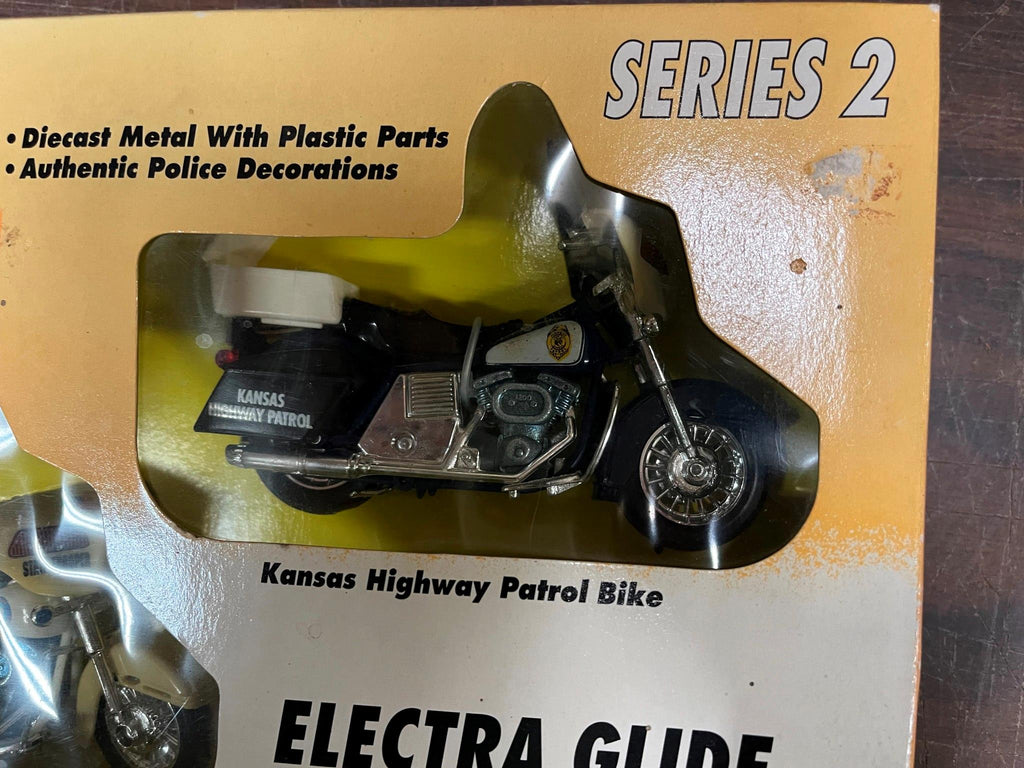 SERIES 2
• Diecast Metal With Plastic Parts
• Authentic Police Decorations
KANSAS
HIGHWAY PATROL
Kansas Highway Patrol Bike
ELECTRA GLIDE